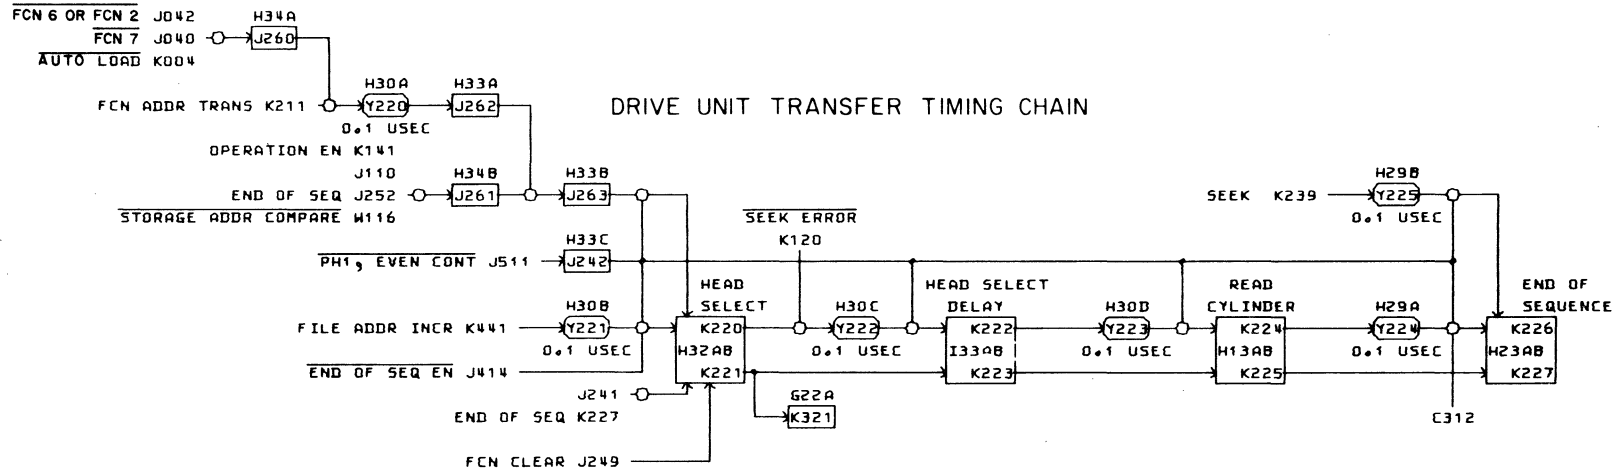 FCN 6 OR FCN 2 J042 H34A
FCN 7 J040 J260
AUTO LOAD K004
H30A H33A
FCN ADDR TRANS K211 Y220 J262 DRIVE UNIT TRANSFER TIMING CHAIN
0.1 USEC
OPERATION EN K141
J110 H34B H33B H29B
END OF SEQ J252 J261 J263 SEEK K239 Y225
STORAGE ADDR COMPARE W116 SEEK ERROR 0.1 USEC
H33C K120
PH1, EVEN CONT J511 J242
HEAD HEAD SELECT READ END OF
H30B SELECT H30C DELAY H30D CYLINDER H29A SEQUENCE
FILE ADDR INCR K441 Y221 K220 Y222 K222 Y223 K224 Y224 K226
0.1 USEC H32AB 0.1 USEC I33AB 0.1 USEC H13AB 0.1 USEC H23AB
END OF SEQ EN J414 K221 K223 K225 K227
J241 G22A
END OF SEQ K227 K321 C312
FCN CLEAR J249